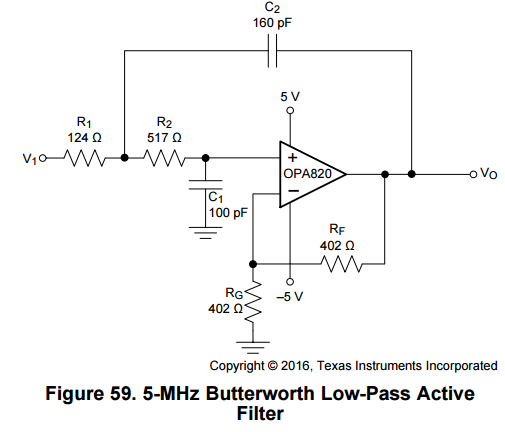 C2
160 pF
5 V
R1
124 Ω
R2
517 Ω
V1
+
OPA820
−
VO
C1
100 pF
RF
402 Ω
RG
402 Ω
–5 V
Copyright © 2016, Texas Instruments Incorporated
Figure 59. 5-MHz Butterworth Low-Pass Active
Filter